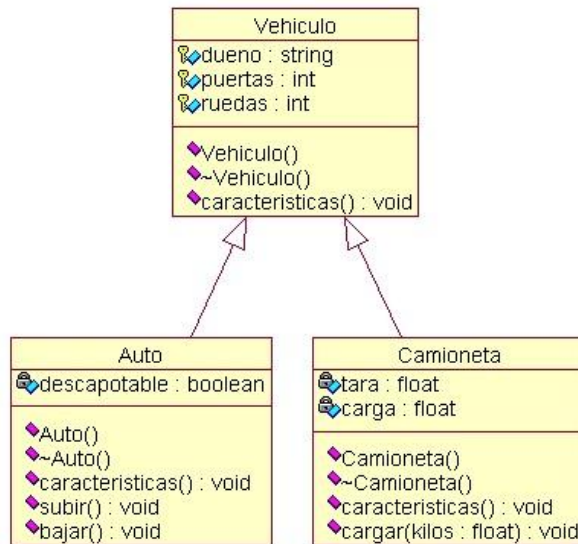 Vehiculo
dueno : string
puertas : int
ruedas : int
Vehiculo()
~Vehiculo()
caracteristicas() : void
Auto
descapotable : boolean
Auto()
~Auto()
caracteristicas() : void
subir() : void
bajar() : void
Camioneta
tara : float
carga : float
Camioneta()
~Camioneta()
caracteristicas() : void
cargar(kilos : float) : void